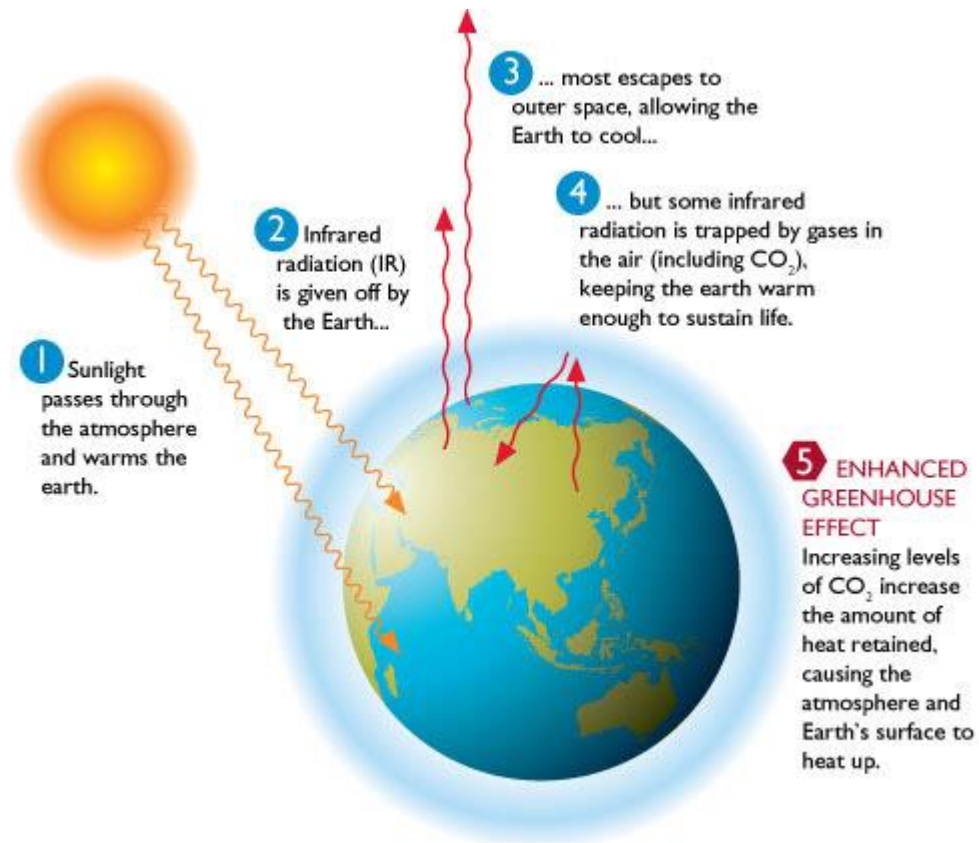 1 Sunlight
passes through
the atmosphere
and warms the
earth.
2 Infrared
radiation (IR)
is given off by
the Earth...
3 ... most escapes to
outer space, allowing the
Earth to cool...
4 ... but some infrared
radiation is trapped by gases in
the air (including CO₂),
keeping the earth warm
enough to sustain life.
5 ENHANCED
GREENHOUSE
EFFECT
Increasing levels
of CO₂ increase
the amount of
heat retained,
causing the
atmosphere and
Earth's surface to
heat up.